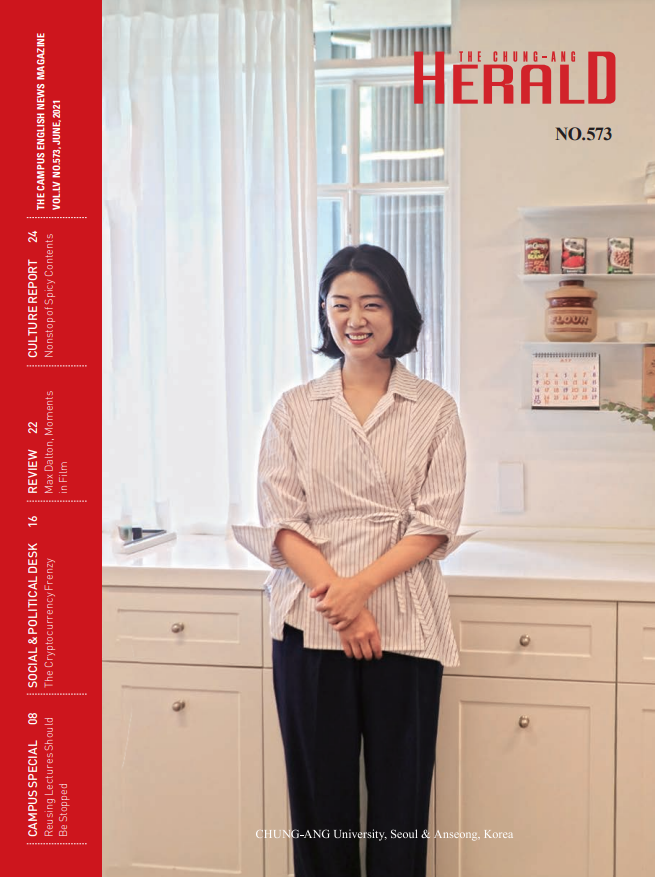 THE CHUNG-ANG
HERALD
NO.573
THE CAMPUS ENGLISH NEWS MAGAZINE
VOL.LV NO.573, JUNE, 2021
CULTURE REPORT 24
Nonstop of Spicy Contents
REVIEW 22
Max Dalton, Moments
in Film
SOCIAL & POLITICAL DESK 16
The Cryptocurrency Frenzy
CAMPUS SPECIAL 08
Reusing Lectures Should
Be Stopped
FLOUR
CHUNG-ANG University, Seoul & Anseong, Korea